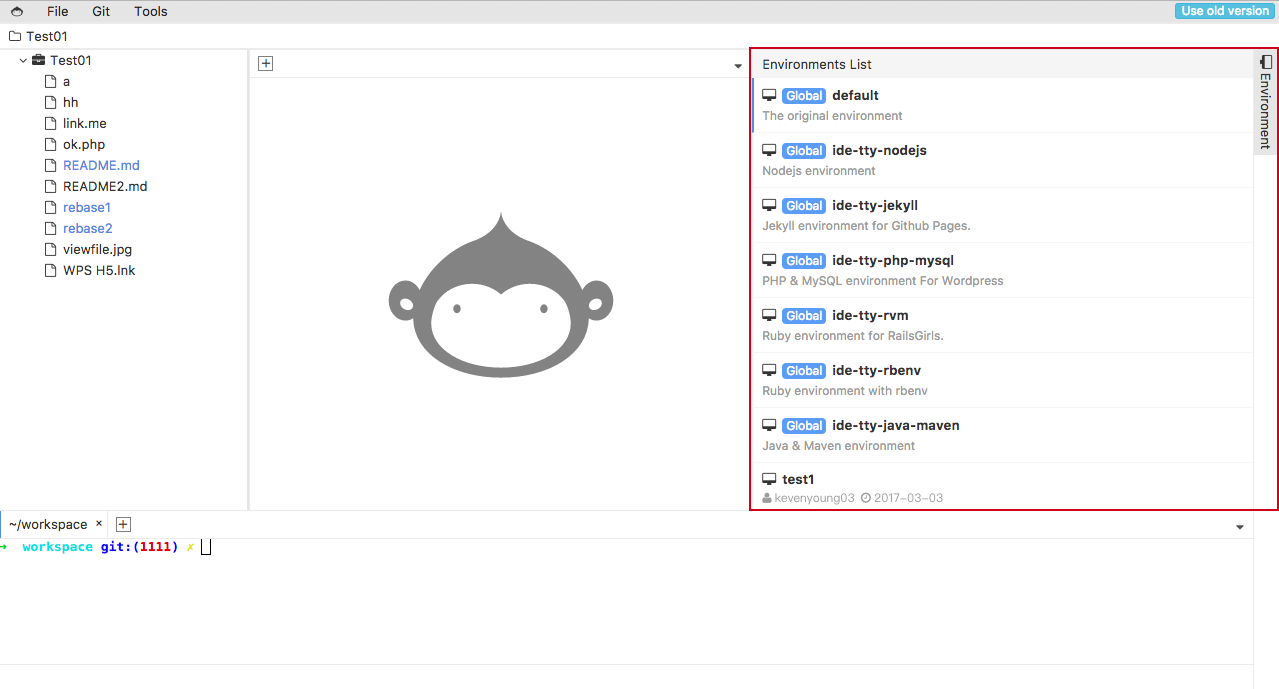 File Git Tools Use old version
Test01
Test01
a
hh
link.me
ok.php
README.md
README2.md
rebase1
rebase2
viewfile.jpg
WPS H5.lnk
Environments List
Global default
The original environment
Global ide-tty-nodejs
Nodejs environment
Global ide-tty-jekyll
Jekyll environment for Github Pages.
Global ide-tty-php-mysql
PHP & MySQL environment For Wordpress
Global ide-tty-rvm
Ruby environment for RailsGirls.
Global ide-tty-rbenv
Ruby environment with rbenv
Global ide-tty-java-maven
Java & Maven environment
test1
kevenyoung03 2017-03-03
Environment
~/workspace ×
→ workspace git:(1111) ✗